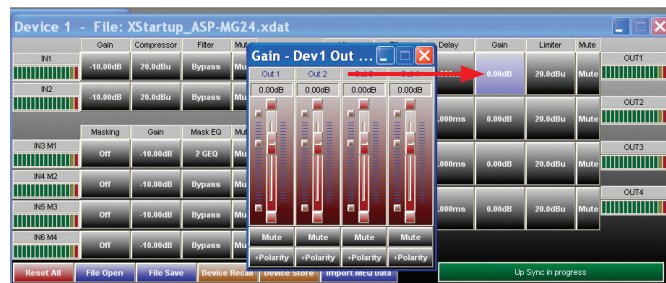 Device 1 - File: XStartup_ASP-MG24.xdat
Gain Compressor Filter Delay Gain Limiter Mute
IN1 -10.00dB 20.0dBu Bypass 0.00dB 20.0dBu Mute OUT1
IN2 -10.00dB 20.0dBu Bypass .000ms 0.00dB 20.0dBu Mute OUT2
Masking Gain Mask EQ
IN3 M1 Off -10.00dB 2 GEQ .000ms 0.00dB 20.0dBu Mute OUT3
IN4 M2 Off -10.00dB Bypass
IN5 M3 Off -10.00dB Bypass .000ms 0.00dB 20.0dBu Mute OUT4
IN6 M4 Off -10.00dB Bypass
Gain - Dev1 Out ...
Out 1 Out 2
0.00dB 0.00dB 0.00dB 0.00dB
Mute Mute Mute Mute
+Polarity +Polarity +Polarity +Polarity
Reset All File Open File Save Device Recall Device Store Import MEQ Data Up Sync in progress